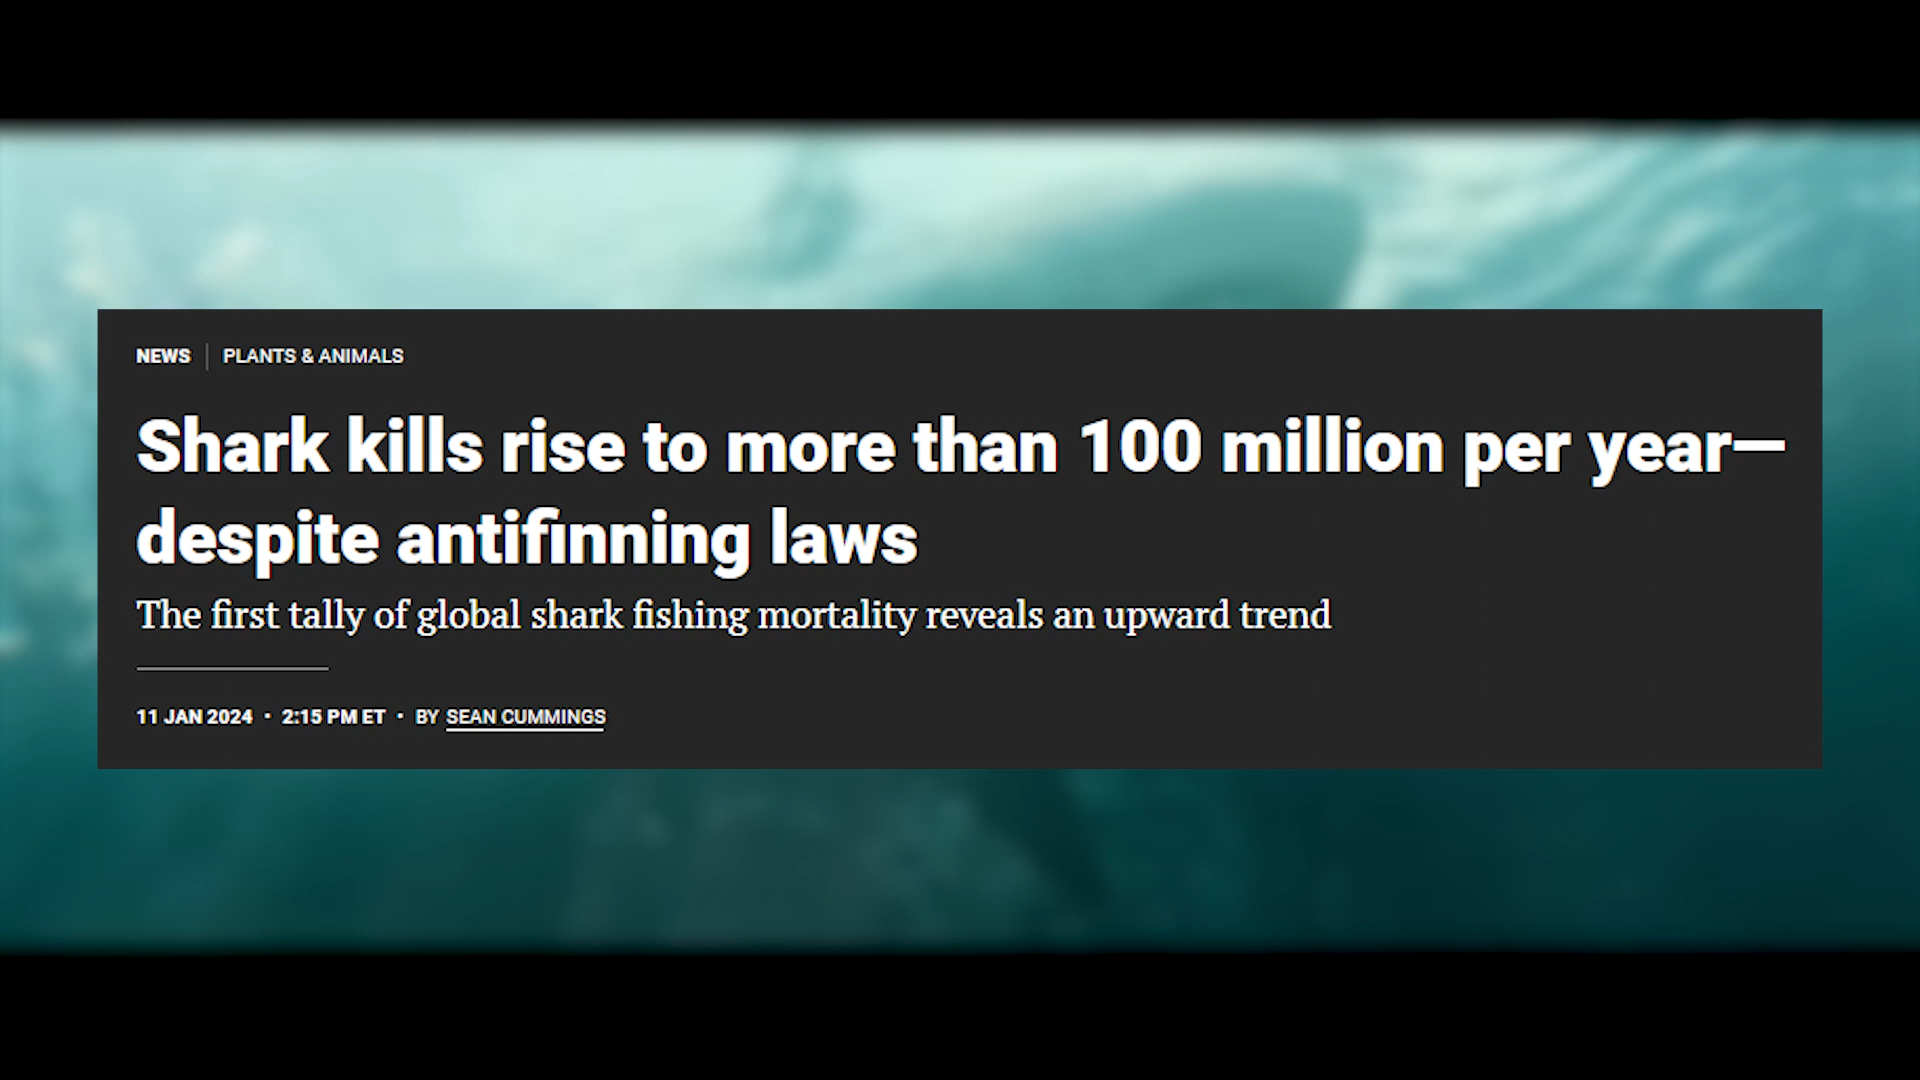 NEWS | PLANTS & ANIMALS
Shark kills rise to more than 100 million per year—
despite antifinning laws
The first tally of global shark fishing mortality reveals an upward trend
11 JAN 2024 • 2:15 PM ET • BY SEAN CUMMINGS